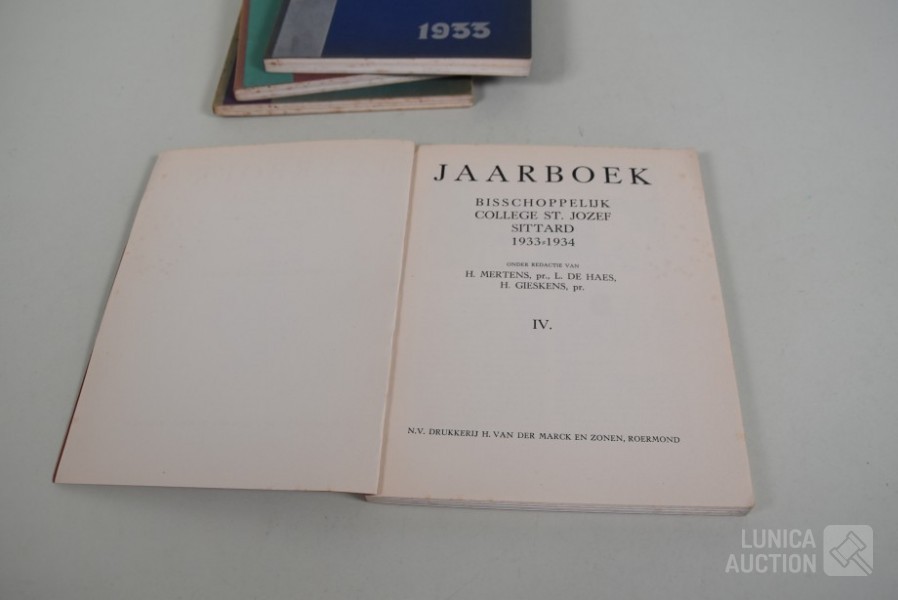 1933
JAARBOEK
BISSCHOPPELIJK
COLLEGE ST. JOZEF
SITTARD
1933-1934
ONDER REDACTIE VAN
H. MERTENS, pr., L. DE HAES,
H. GIESKENS, pr.
IV.
N.V. DRUKKERIJ H. VAN DER MARCK EN ZONEN, ROERMOND
LUNICA
AUCTION